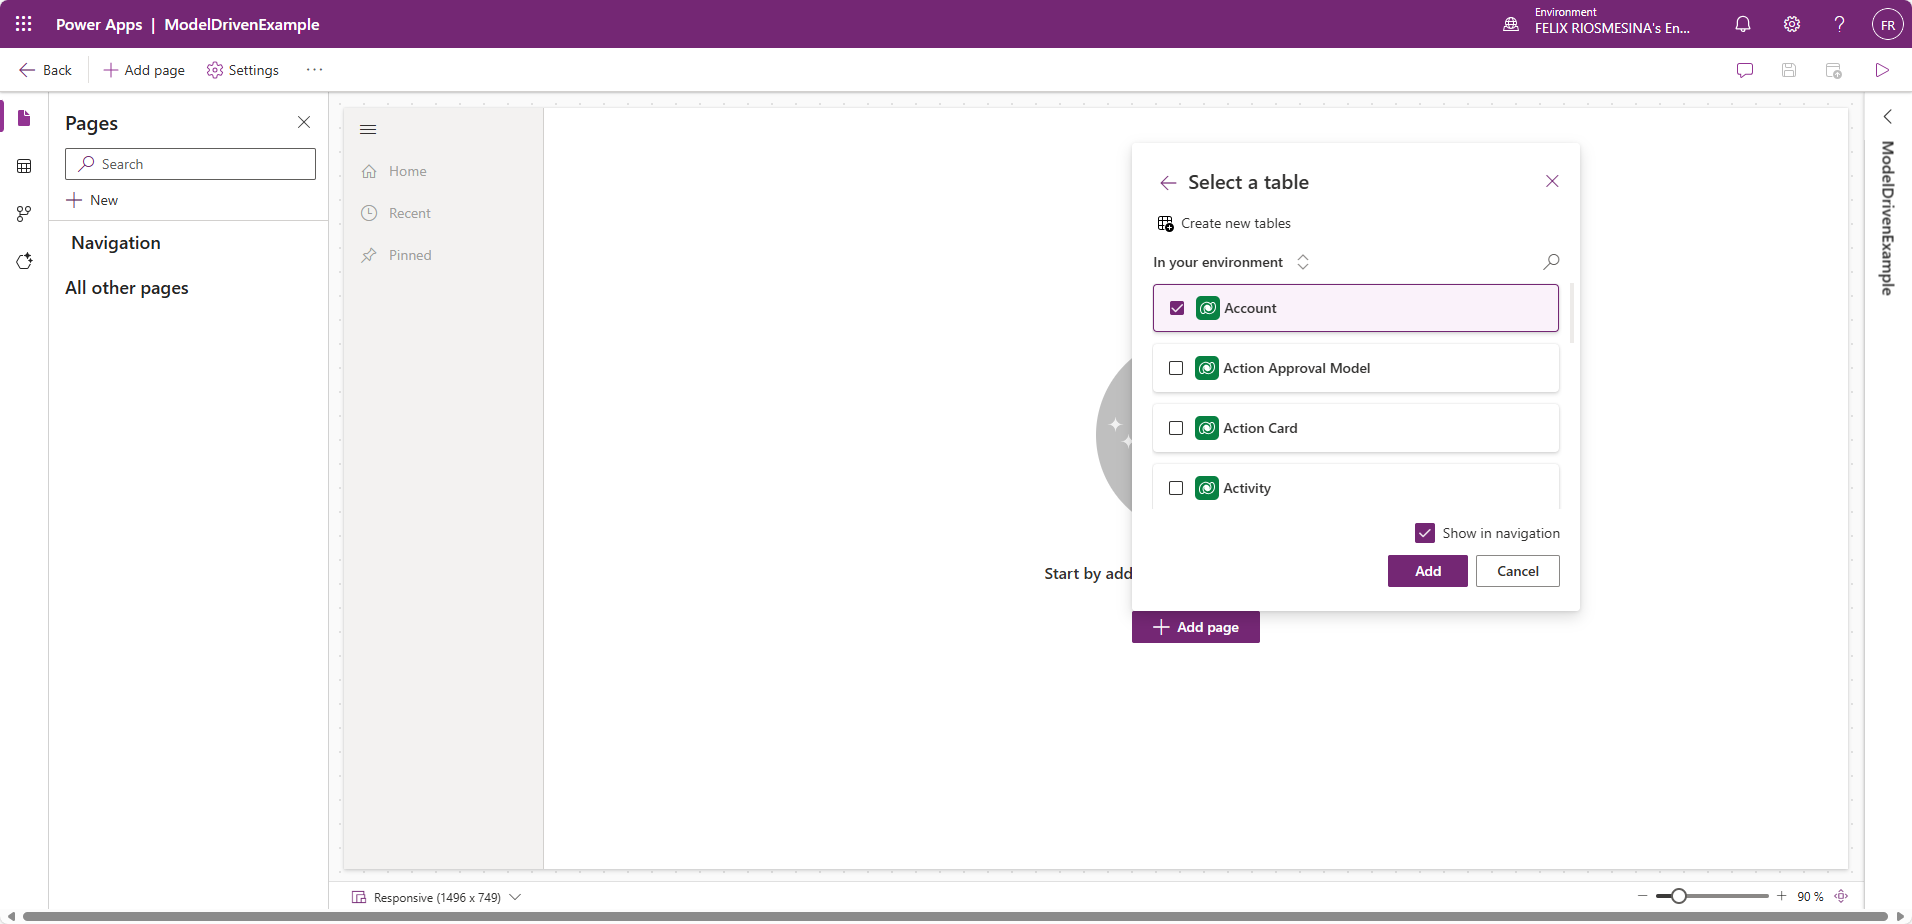 Power Apps | ModelDrivenExample
Environment
FELIX RIOSMESINA's En...
FR
Back
Add page
Settings
Pages
Search
New
Navigation
All other pages
Home
Recent
Pinned
Select a table
Create new tables
In your environment
Account
Action Approval Model
Action Card
Activity
Show in navigation
Add
Cancel
Start by add
Add page
ModelDrivenExample
Responsive (1496 x 749)
90 %